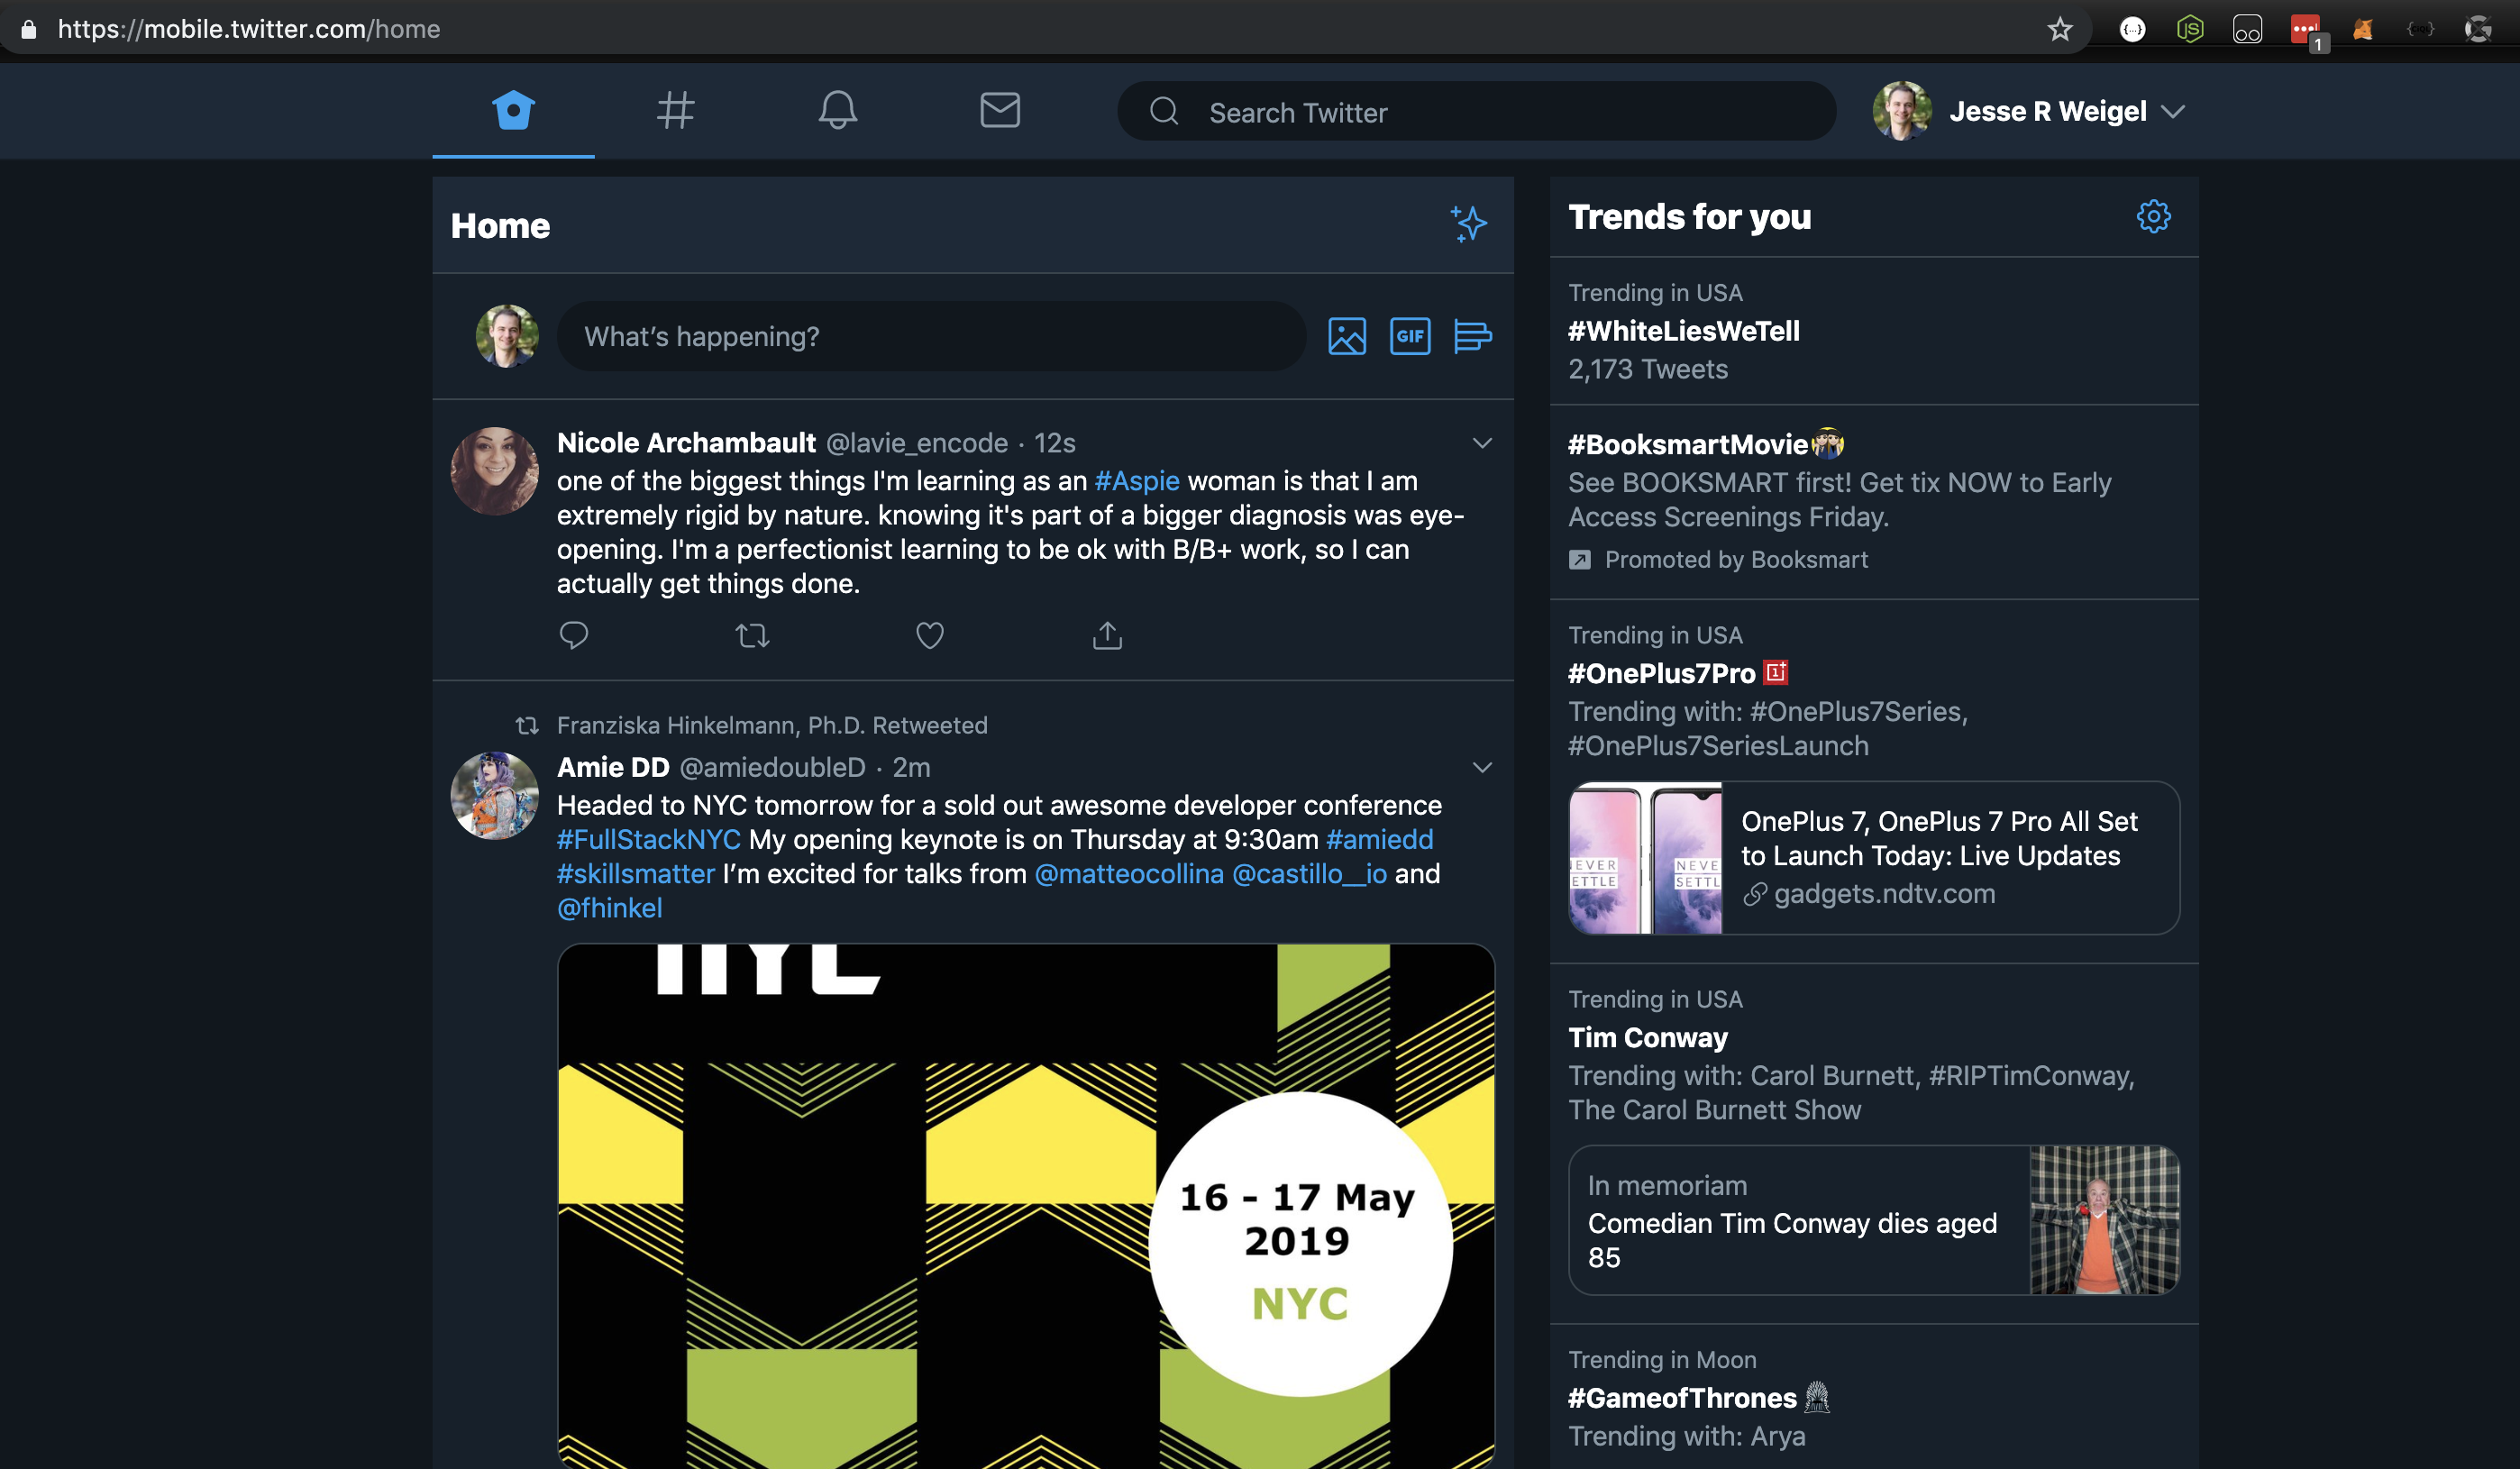 https://mobile.twitter.com/home
1
Search Twitter
Jesse R Weigel
Home
What’s happening?
GIF
Nicole Archambault @lavie_encode · 12s
one of the biggest things I'm learning as an #Aspie woman is that I am
extremely rigid by nature. knowing it's part of a bigger diagnosis was eye-
opening. I'm a perfectionist learning to be ok with B/B+ work, so I can
actually get things done.
Franziska Hinkelmann, Ph.D. Retweeted
Amie DD @amiedoubleD · 2m
Headed to NYC tomorrow for a sold out awesome developer conference
#FullStackNYC My opening keynote is on Thursday at 9:30am #amiedd
#skillsmatter I’m excited for talks from @matteocollina @castillo__io and
@fhinkel
NYC
16 - 17 May
2019
NYC
Trends for you
Trending in USA
#WhiteLiesWeTell
2,173 Tweets
#BooksmartMovie
See BOOKSMART first! Get tix NOW to Early
Access Screenings Friday.
Promoted by Booksmart
Trending in USA
#OnePlus7Pro
Trending with: #OnePlus7Series,
#OnePlus7SeriesLaunch
NEVER
SETTL
OnePlus 7, OnePlus 7 Pro All Set
to Launch Today: Live Updates
gadgets.ndtv.com
Trending in USA
Tim Conway
Trending with: Carol Burnett, #RIPTimConway,
The Carol Burnett Show
In memoriam
Comedian Tim Conway dies aged
85
Trending in Moon
#GameofThrones
Trending with: Arya